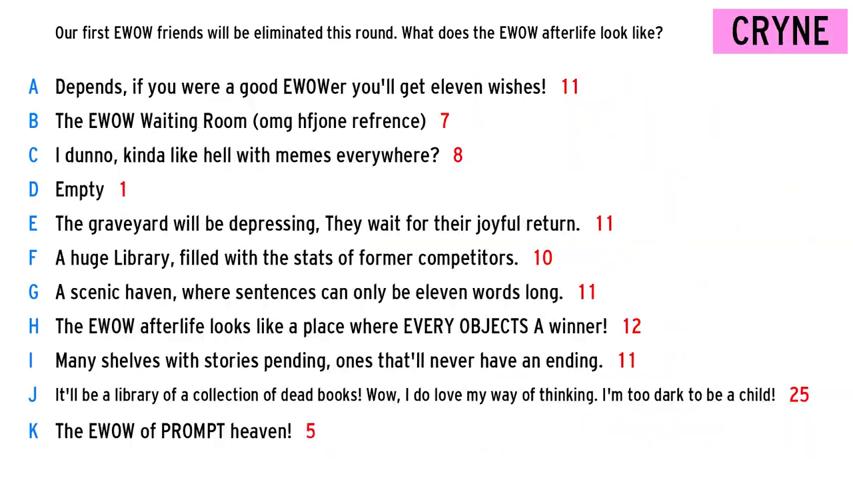 Our first EWOW friends will be eliminated this round. What does the EWOW afterlife look like?
CRYNE
A Depends, if you were a good EWOWer you'll get eleven wishes! 11
B The EWOW Waiting Room (omg hfjone refrence) 7
C I dunno, kinda like hell with memes everywhere? 8
D Empty 1
E The graveyard will be depressing, They wait for their joyful return. 11
F A huge Library, filled with the stats of former competitors. 10
G A scenic haven, where sentences can only be eleven words long. 11
H The EWOW afterlife looks like a place where EVERY OBJECTS A winner! 12
I Many shelves with stories pending, ones that'll never have an ending. 11
J It'll be a library of a collection of dead books! Wow, I do love my way of thinking. I'm too dark to be a child! 25
K The EWOW of PROMPT heaven! 5